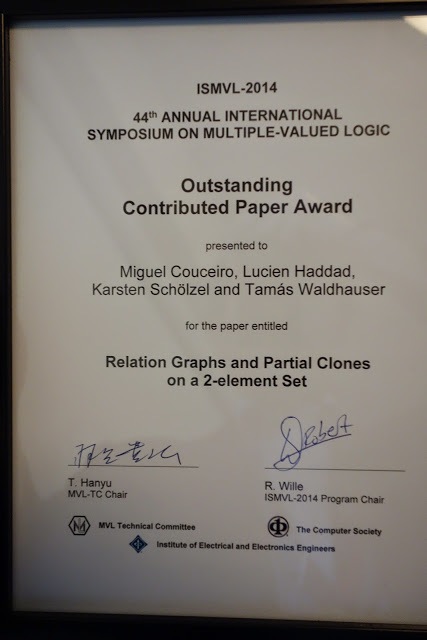 ISMVL-2014
44th ANNUAL INTERNATIONAL
SYMPOSIUM ON MULTIPLE-VALUED LOGIC
Outstanding
Contributed Paper Award
presented to
Miguel Couceiro, Lucien Haddad,
Karsten Schölzel and Tamás Waldhauser
for the paper entitled
Relation Graphs and Partial Clones
on a 2-element Set
Robert
T. Hanyu
MVL-TC Chair
R. Wille
ISMVL-2014 Program Chair
MVL Technical Committee
The Computer Society
Institute of Electrical and Electronics Engineers